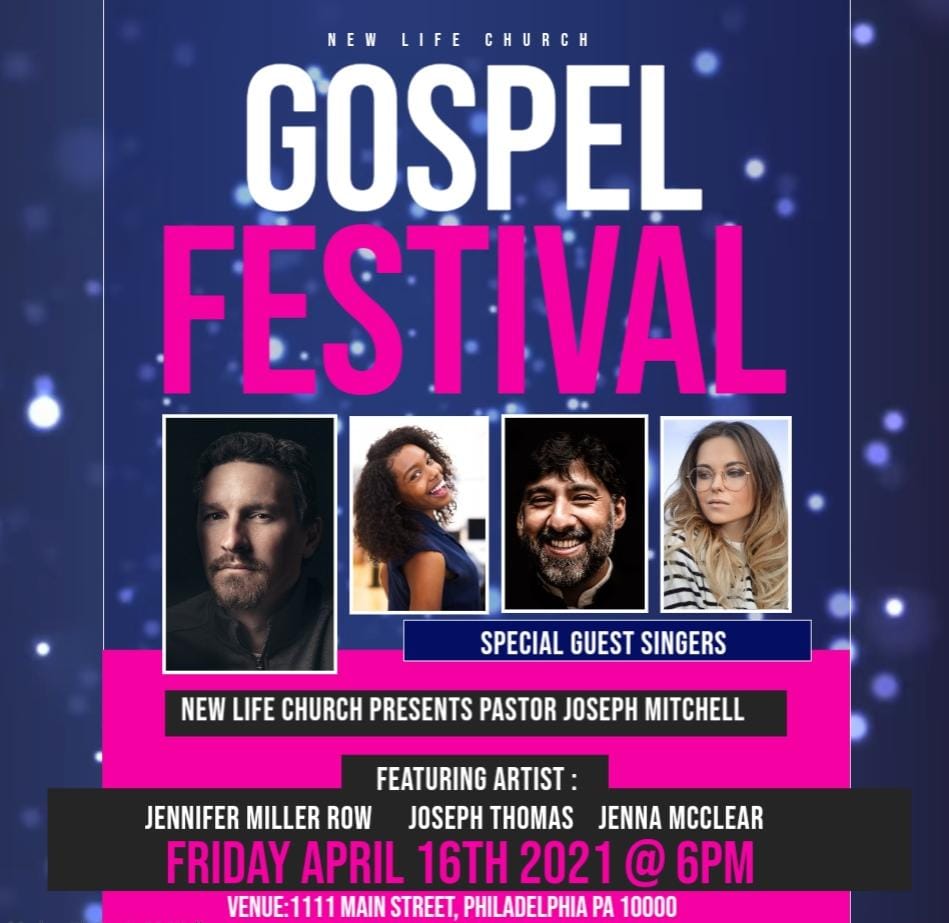 NEW LIFE CHURCH
GOSPEL
FESTIVAL
SPECIAL GUEST SINGERS
NEW LIFE CHURCH PRESENTS PASTOR JOSEPH MITCHELL
FEATURING ARTIST :
JENNIFER MILLER ROW JOSEPH THOMAS JENNA MCCLEAR
FRIDAY APRIL 16TH 2021 @ 6PM
VENUE:1111 MAIN STREET, PHILADELPHIA PA 10000